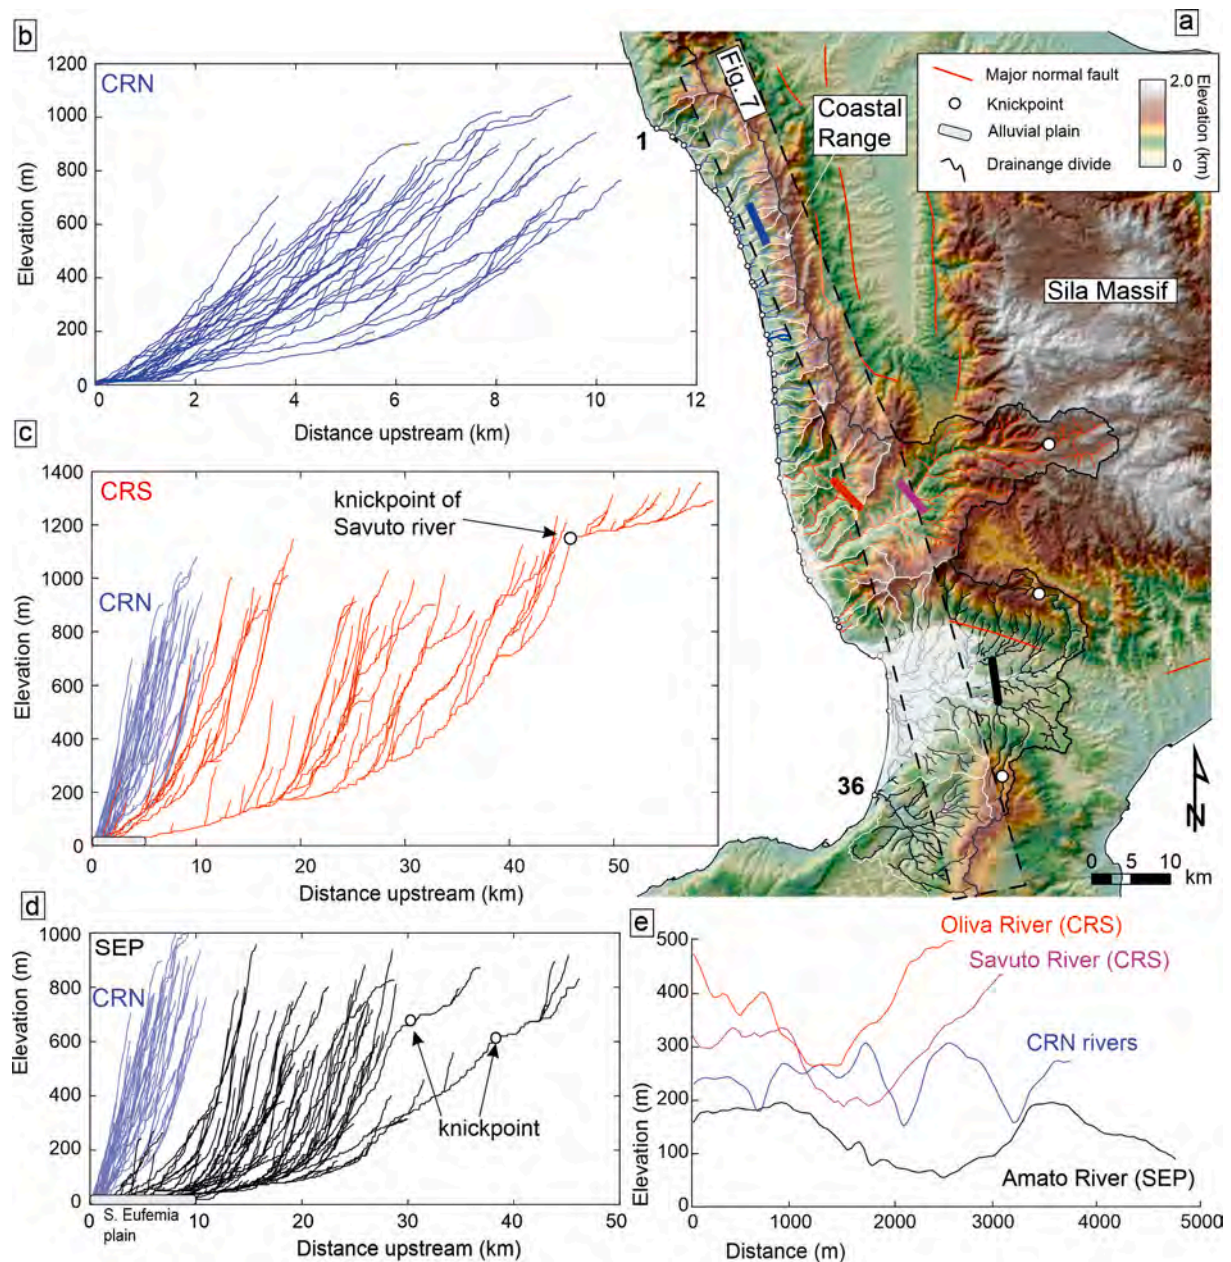 b
CRN
1200
1000
800
600
400
200
0
Elevation (m)
0
2
4
6
8
10
12
Distance upstream (km)
a
Major normal fault
Knickpoint
Alluvial plain
Drainange divide
2.0
0
Elevation (km)
Fig. 7
Coastal
Range
1
Sila Massif
36
N
0 5 10
km
c
CRS
CRN
knickpoint of
Savuto river
1400
1200
1000
800
600
400
200
0
Elevation (m)
0
10
20
30
40
50
Distance upstream (km)
d
SEP
CRN
knickpoint
1000
800
600
400
200
0
Elevation (m)
0
10
20
30
40
50
S. Eufemia
plain
Distance upstream (km)
e
Oliva River (CRS)
Savuto River (CRS)
CRN rivers
Amato River (SEP)
500
400
300
200
100
0
Elevation (m)
0
1000
2000
3000
4000
5000
Distance (m)